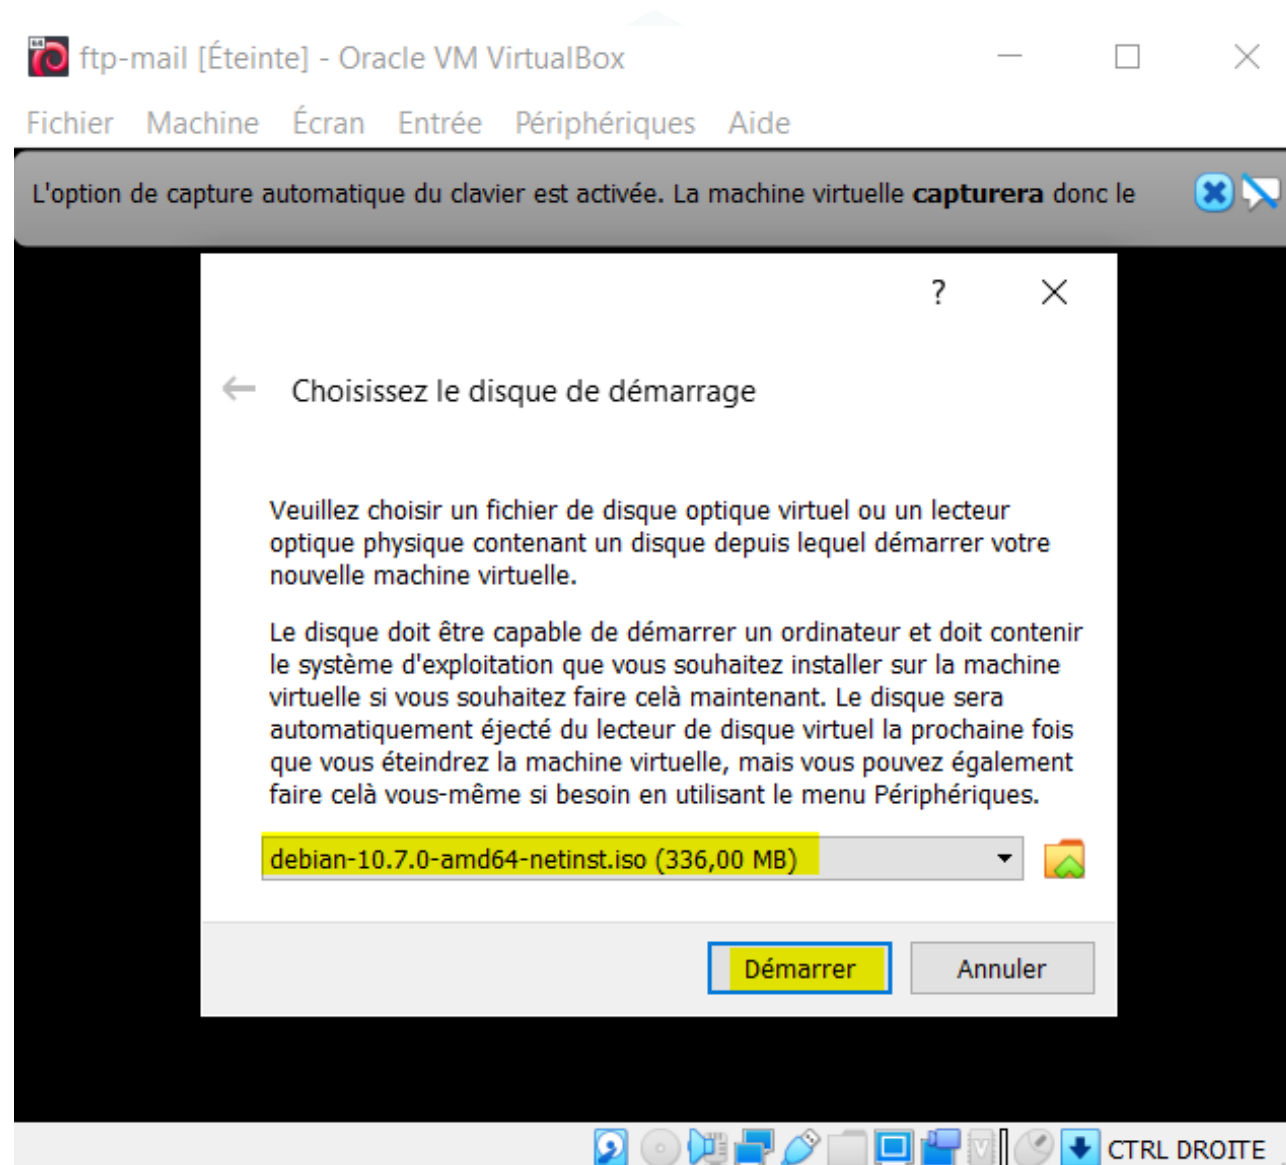 64
ftp-mail [Éteinte] - Oracle VM VirtualBox
Fichier Machine Écran Entrée Périphériques Aide
L'option de capture automatique du clavier est activée. La machine virtuelle capturera donc le
?
Choisissez le disque de démarrage
Veuillez choisir un fichier de disque optique virtuel ou un lecteur
optique physique contenant un disque depuis lequel démarrer votre
nouvelle machine virtuelle.
Le disque doit être capable de démarrer un ordinateur et doit contenir
le système d'exploitation que vous souhaitez installer sur la machine
virtuelle si vous souhaitez faire celà maintenant. Le disque sera
automatiquement éjecté du lecteur de disque virtuel la prochaine fois
que vous éteindrez la machine virtuelle, mais vous pouvez également
faire celà vous-même si besoin en utilisant le menu Périphériques.
debian-10.7.0-amd64-netinst.iso (336,00 MB)
Démarrer Annuler
V CTRL DROITE